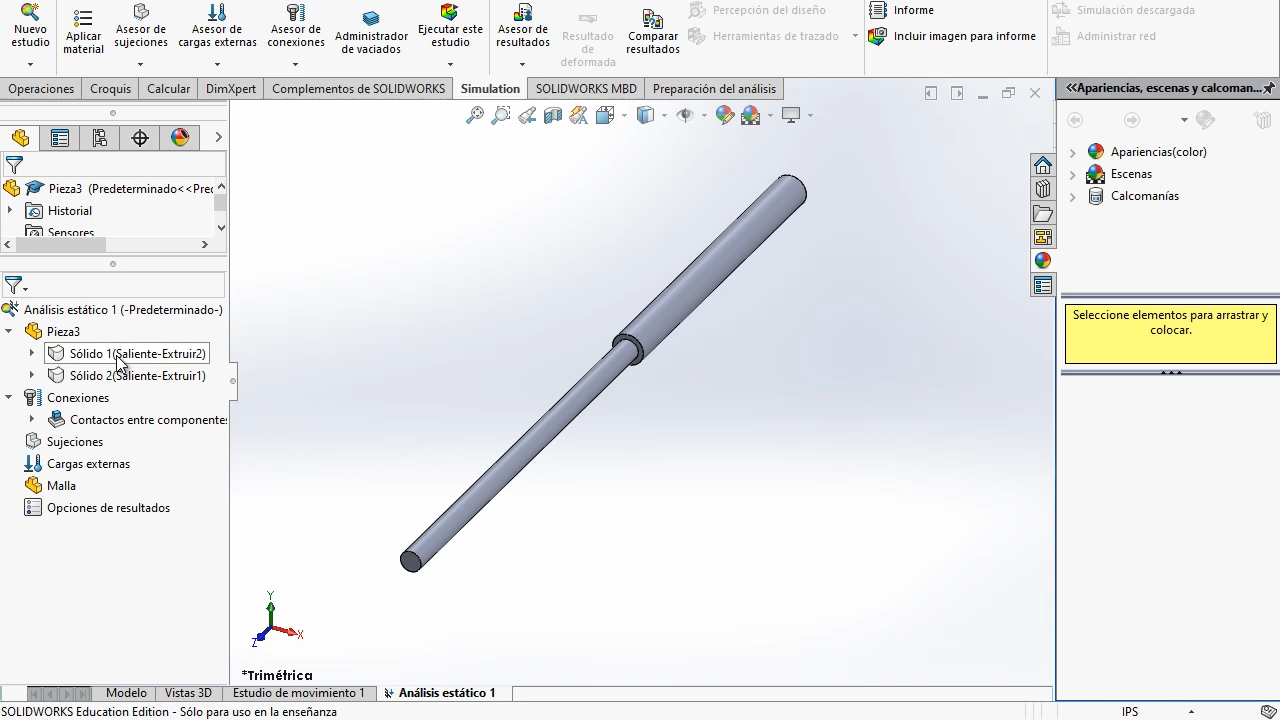 Nuevo
estudio
Aplicar
material
Asesor de
sujeciones
Asesor de
cargas externas
Asesor de
conexiones
Administrador
de vaciados
Ejecutar este
estudio
Asesor de
resultados
Resultado
de
deformada
Comparar
resultados
Percepción del diseño
Herramientas de trazado
Informe
Incluir imagen para informe
Simulación descargada
Administrar red
Operaciones
Croquis
Calcular
DimXpert
Complementos de SOLIDWORKS
Simulation
SOLIDWORKS MBD
Preparación del análisis
Apariencias, escenas y calcoman...
Pieza3 (Predeterminado<<Pred
Historial
Sensores
Análisis estático 1 (-Predeterminado-)
Pieza3
Sólido 1(Saliente-Extruir2)
Sólido 2(Saliente-Extruir1)
Conexiones
Contactos entre componentes
Sujeciones
Cargas externas
Malla
Opciones de resultados
Apariencias(color)
Escenas
Calcomanías
Seleccione elementos para arrastrar y
colocar.
Y
X
Z
*Trimétrica
Modelo
Vistas 3D
Estudio de movimiento 1
Análisis estático 1
SOLIDWORKS Education Edition - Sólo para uso en la enseñanza
IPS